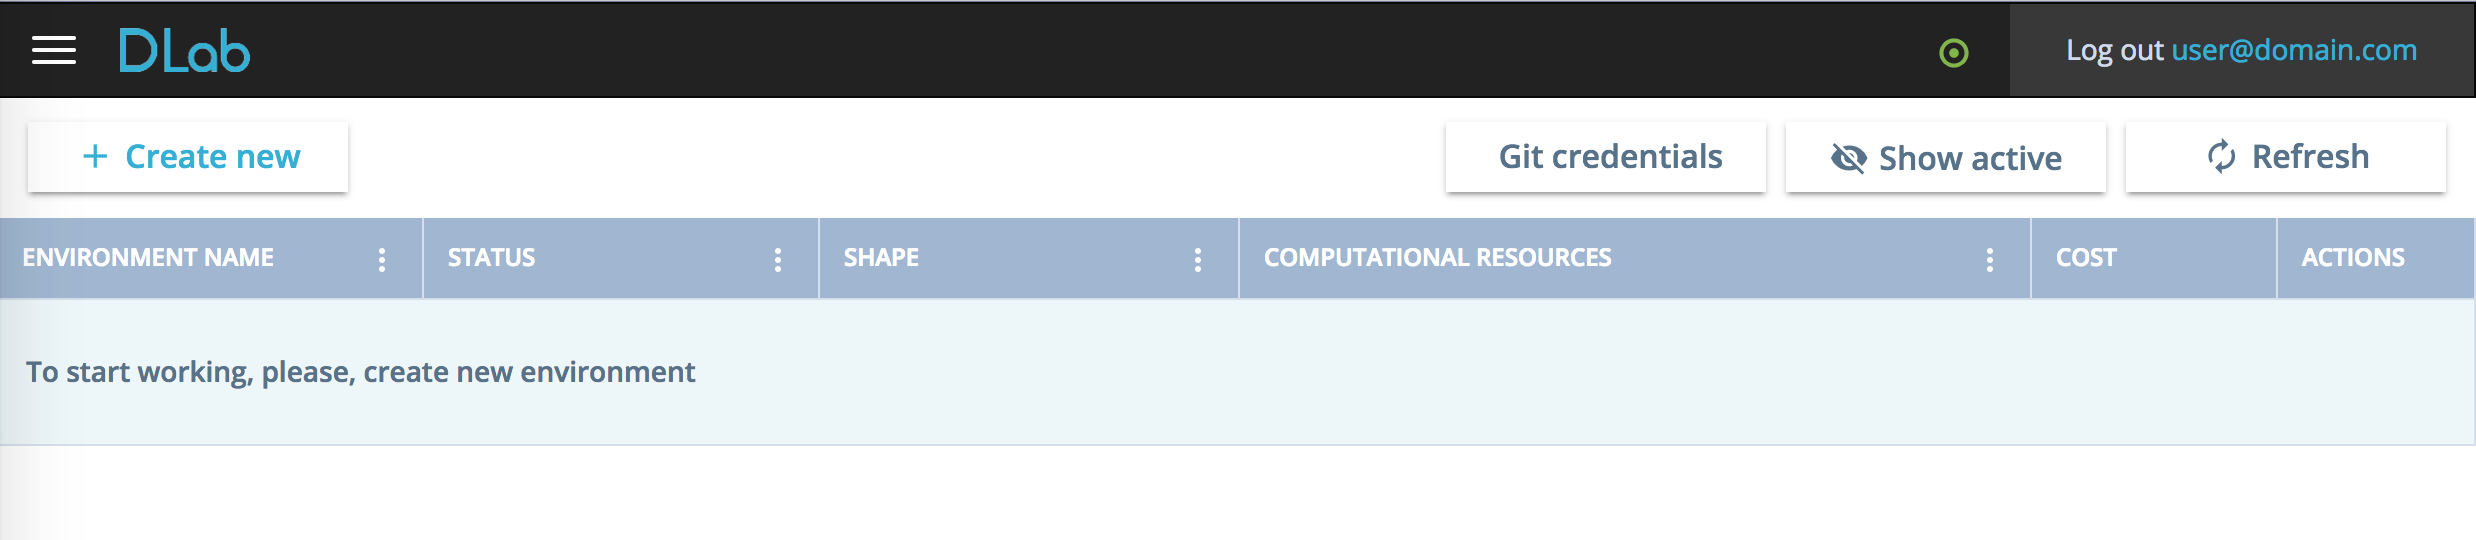 DLab
Log out user@domain.com
+ Create new
Git credentials
Show active
Refresh
ENVIRONMENT NAME
STATUS
SHAPE
COMPUTATIONAL RESOURCES
COST
ACTIONS
To start working, please, create new environment